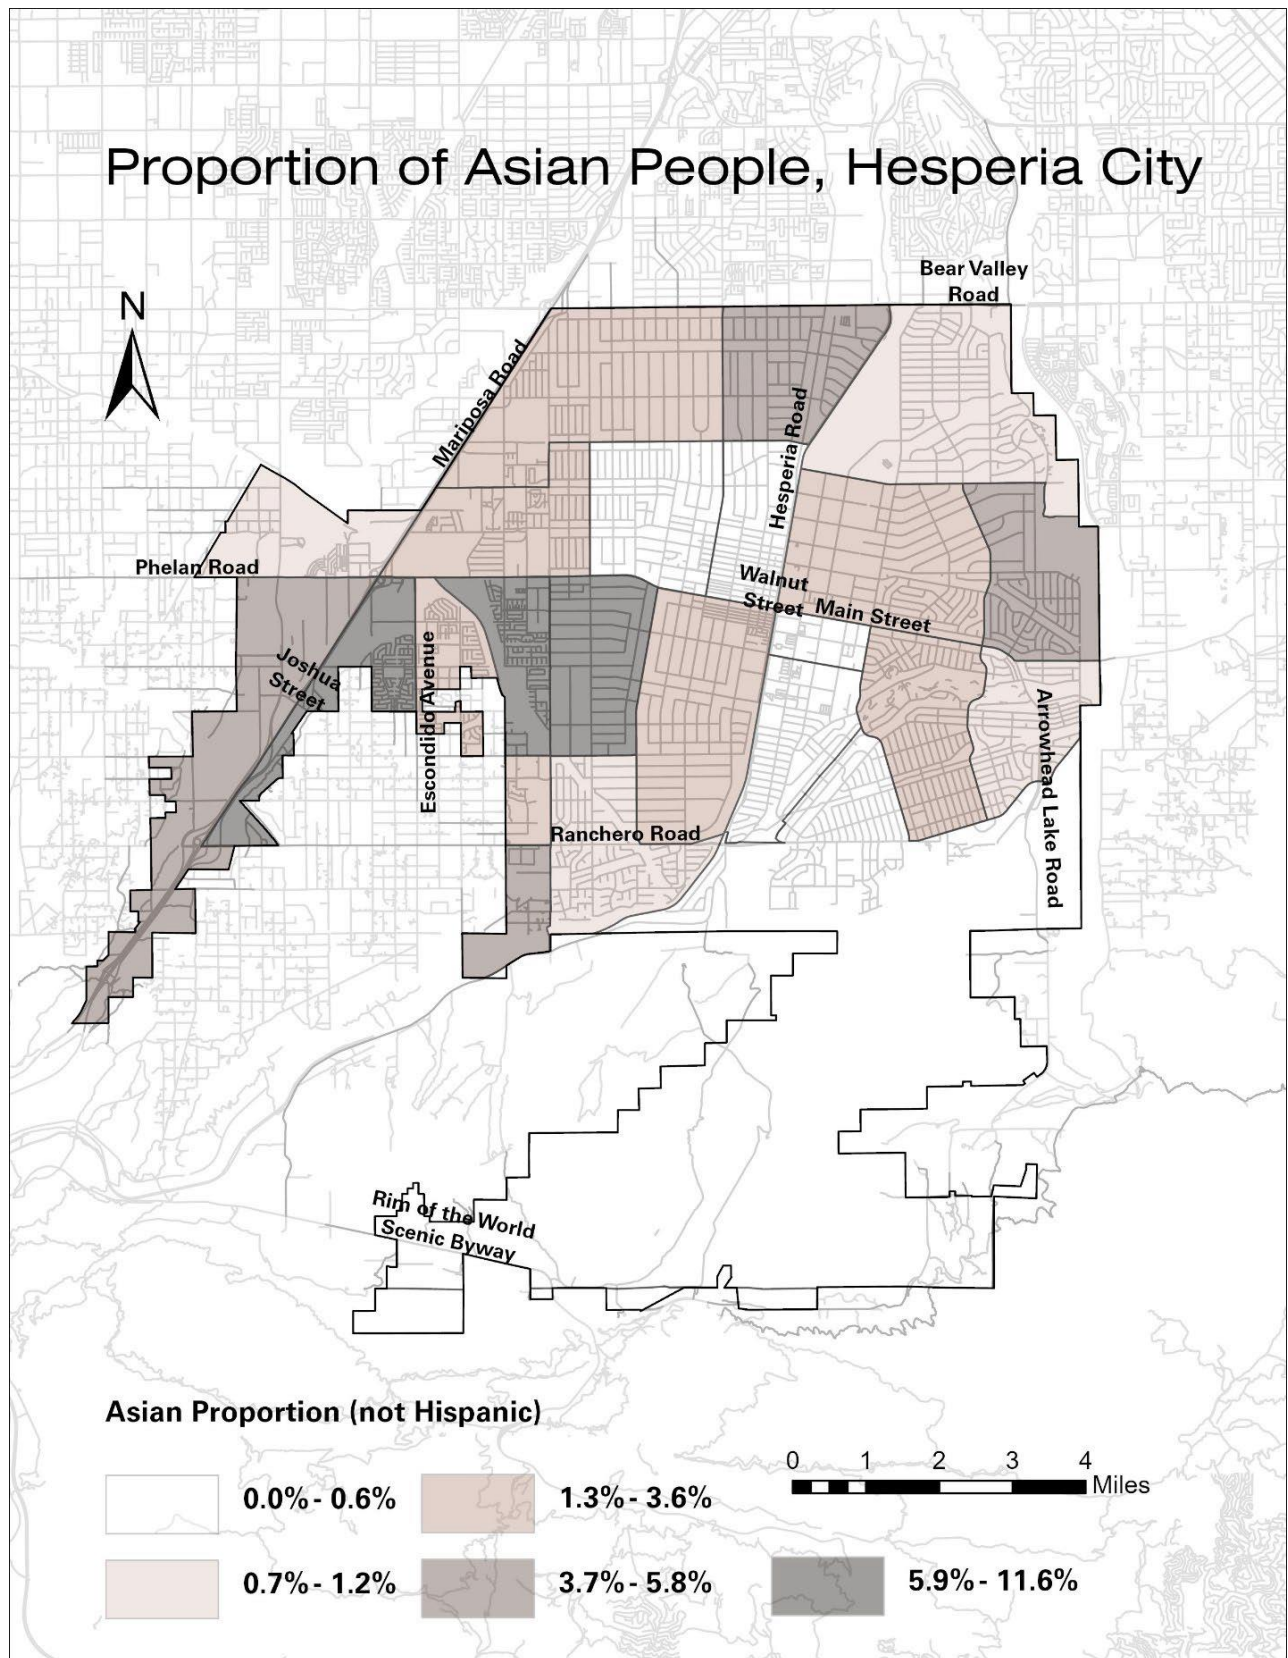 Proportion of Asian People, Hesperia City
Bear Valley
Road
N
Mariposa Road
Hesperia Road
Phelan Road
Walnut
Street
Main Street
Joshua
Street
Escondido Avenue
Arrowhead Lake Road
Ranchero Road
Rim of the World
Scenic Byway
Asian Proportion (not Hispanic)
0 1 2 3 4
Miles
0.0% - 0.6%
1.3% - 3.6%
0.7% - 1.2%
3.7% - 5.8%
5.9% - 11.6%